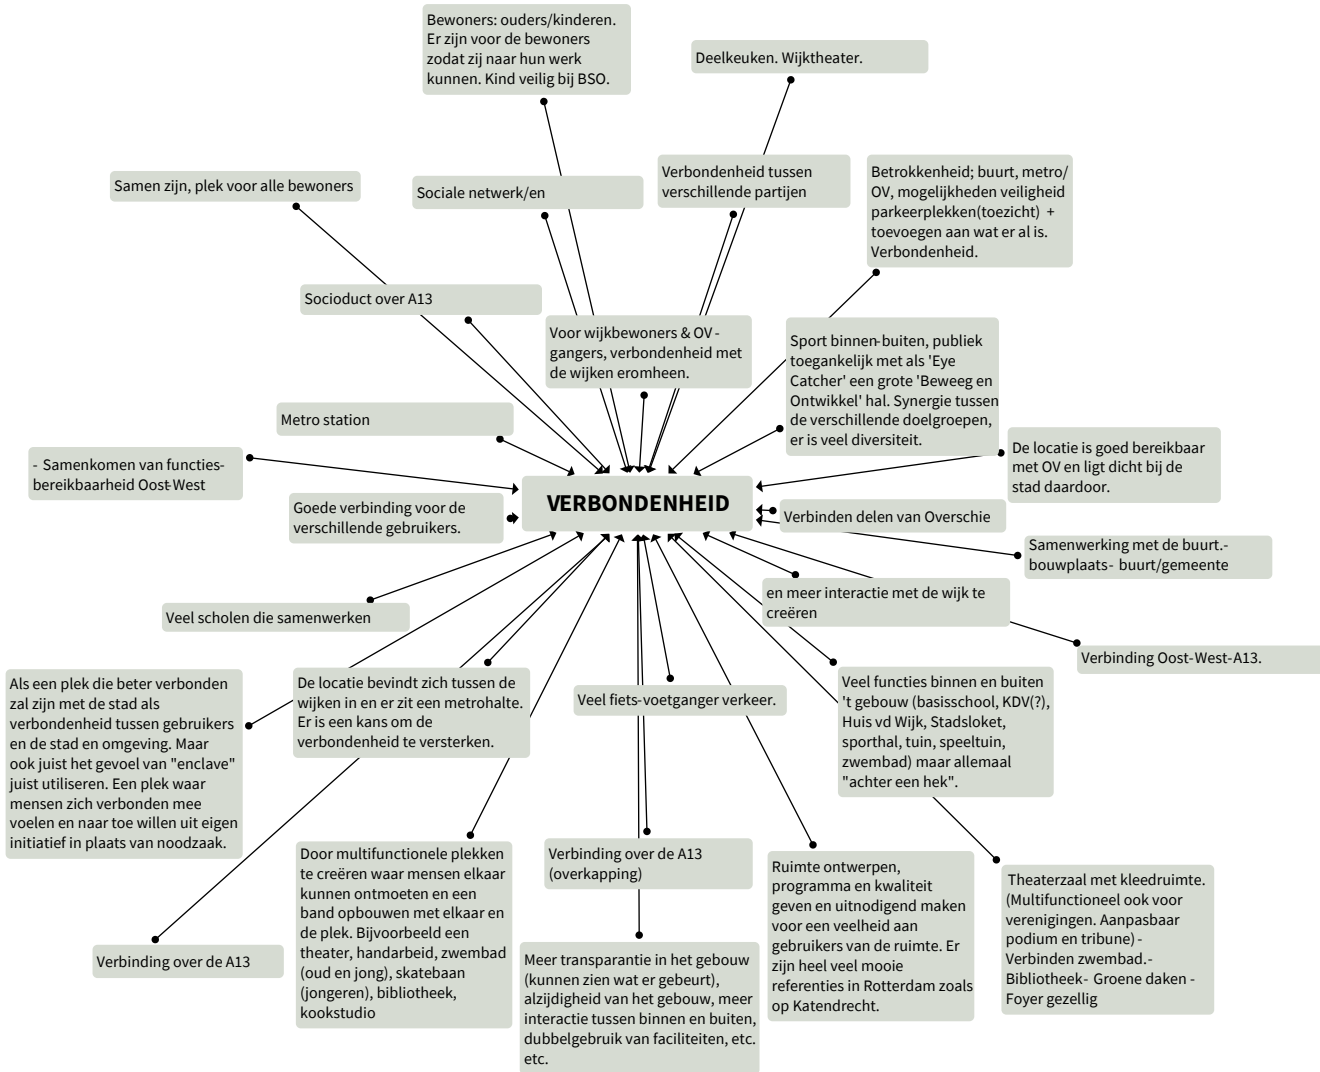 Bewoners: ouders/kinderen.
Er zijn voor de bewoners
zodat zij naar hun werk
kunnen. Kind veilig bij BSO.
Deelkeuken. Wijktheater.
Samen zijn, plek voor alle bewoners
Sociale netwerk/en
Verbondenheid tussen
verschillende partijen
Betrokkenheid; buurt, metro/
OV, mogelijkheden veiligheid
parkeerplekken(toezicht) +
toevoegen aan wat er al is.
Verbondenheid.
Socioduct over A13
Voor wijkbewoners & OV-
gangers, verbondenheid met
de wijken eromheen.
Sport binnen-buiten, publiek
toegankelijk met als 'Eye
Catcher' een grote 'Beweeg en
Ontwikkel' hal. Synergie tussen
de verschillende doelgroepen,
er is veel diversiteit.
Metro station
De locatie is goed bereikbaar
met OV en ligt dicht bij de
stad daardoor.
- Samenkomen van functies-
bereikbaarheid Oost-West
Goede verbinding voor de
verschillende gebruikers.
VERBONDENHEID
Verbinden delen van Overschie
Samenwerking met de buurt.-
bouwplaats- buurt/gemeente
en meer interactie met de wijk te
creëren
Veel scholen die samenwerken
Verbinding Oost-West-A13.
Als een plek die beter verbonden
zal zijn met de stad als
verbondenheid tussen gebruikers
en de stad en omgeving. Maar
ook juist het gevoel van "enclave"
juist utiliseren. Een plek waar
mensen zich verbonden mee
voelen en naar toe willen uit eigen
initiatief in plaats van noodzaak.
De locatie bevindt zich tussen de
wijken in en er zit een metrohalte.
Er is een kans om de
verbondenheid te versterken.
Veel fiets-voetganger verkeer.
Veel functies binnen en buiten
't gebouw (basisschool, KDV(?),
Huis vd Wijk, Stadsloket,
sporthal, tuin, speeltuin,
zwembad) maar allemaal
"achter een hek".
Verbinding over de A13
Door multifunctionele plekken
te creëren waar mensen elkaar
kunnen ontmoeten en een
band opbouwen met elkaar en
de plek. Bijvoorbeeld een
theater, handarbeid, zwembad
(oud en jong), skatebaan
(jongeren), bibliotheek,
kookstudio
Verbinding over de A13
(overkapping)
Meer transparantie in het gebouw
(kunnen zien wat er gebeurt),
alzijdigheid van het gebouw, meer
interactie tussen binnen en buiten,
dubbelgebruik van faciliteiten, etc.
etc.
Ruimte ontwerpen,
programma en kwaliteit
geven en uitnodigend maken
voor een veelheid aan
gebruikers van de ruimte. Er
zijn heel veel mooie
referenties in Rotterdam zoals
op Katendrecht.
Theaterzaal met kleedruimte.
(Multifunctioneel ook voor
verenigingen. Aanpasbaar
podium en tribune) -
Verbinden zwembad.-
Bibliotheek- Groene daken -
Foyer gezellig